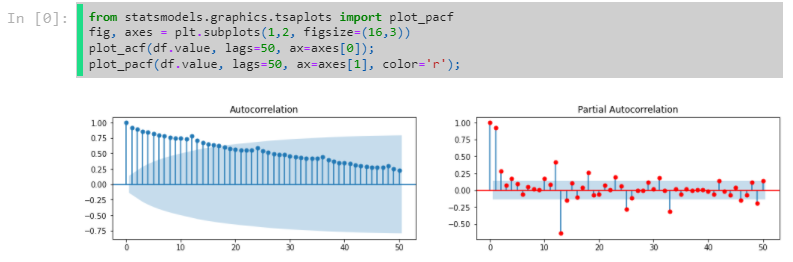 In [0]:
from statsmodels.graphics.tsaplots import plot_pacf
fig, axes = plt.subplots(1,2, figsize=(16,3))
plot_acf(df.value, lags=50, ax=axes[0]);
plot_pacf(df.value, lags=50, ax=axes[1], color='r');
Autocorrelation
1.00
0.75
0.50
0.25
0.00
−0.25
−0.50
−0.75
0 10 20 30 40 50
Partial Autocorrelation
1.00
0.75
0.50
0.25
0.00
−0.25
−0.50
0 10 20 30 40 50